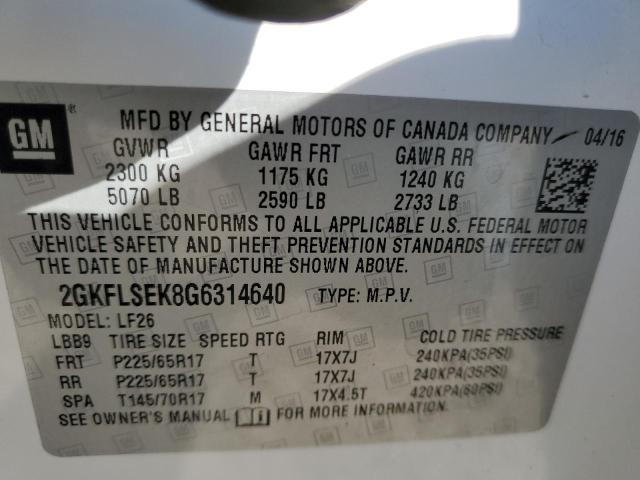 GM ®
MFD BY GENERAL MOTORS OF CANADA COMPANY 04/16
GVWR GAWR FRT GAWR RR
2300 KG 1175 KG 1240 KG
5070 LB 2590 LB 2733 LB
THIS VEHICLE CONFORMS TO ALL APPLICABLE U.S. FEDERAL MOTOR
VEHICLE SAFETY AND THEFT PREVENTION STANDARDS IN EFFECT ON
THE DATE OF MANUFACTURE SHOWN ABOVE.
2GKFLSEK8G6314640 TYPE: M.P.V.
MODEL: LF26
LBB9 TIRE SIZE SPEED RTG RIM COLD TIRE PRESSURE
FRT P225/65R17 T 17X7J 240KPA(35PSI)
RR P225/65R17 T 17X7J 240KPA(35PSI)
SPA T145/70R17 M 17X4.5T 420KPA(60PSI)
SEE OWNER'S MANUAL FOR MORE INFORMATION.